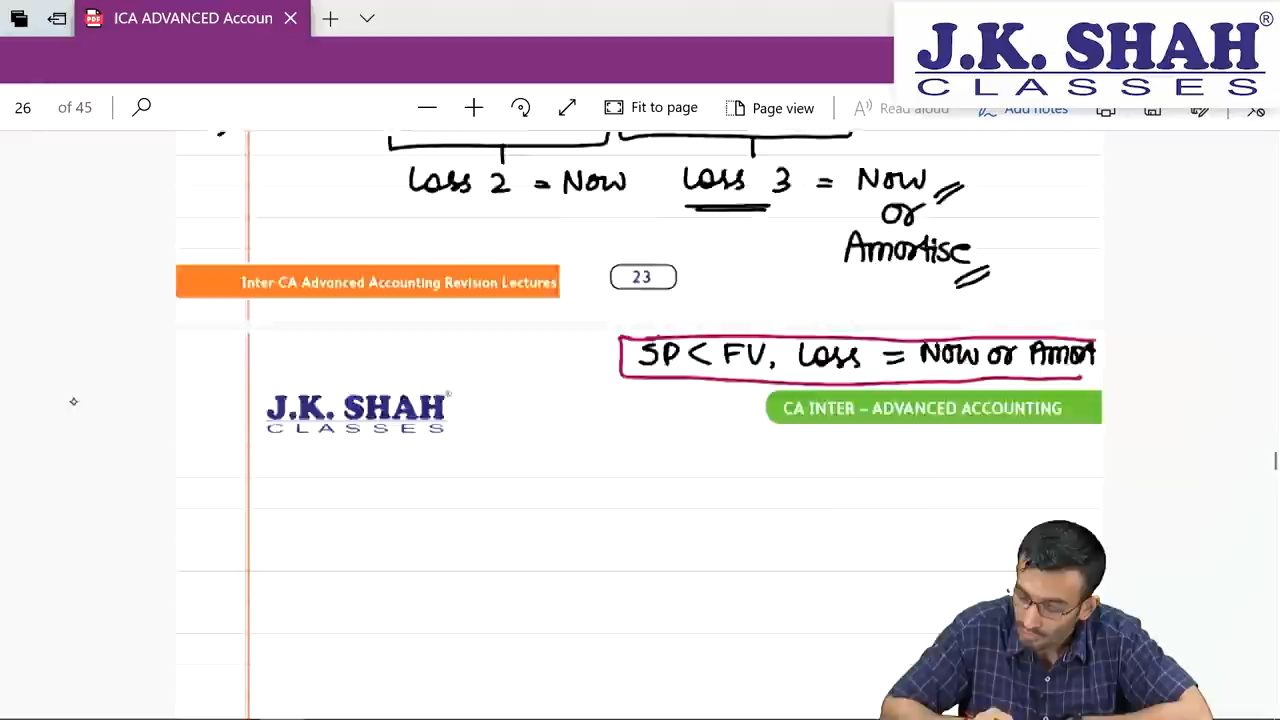 ICA ADVANCED Accoun
J.K. SHAH®
CLASSES
26 of 45
Fit to page
Page view
Read aloud
Add notes
Loss 2 = Now
Loss 3 = Now
or
Amortise
Inter CA Advanced Accounting Revision Lectures
23
SP < FV, Loss = Now or Amort
J.K. SHAH®
CLASSES
CA INTER – ADVANCED ACCOUNTING